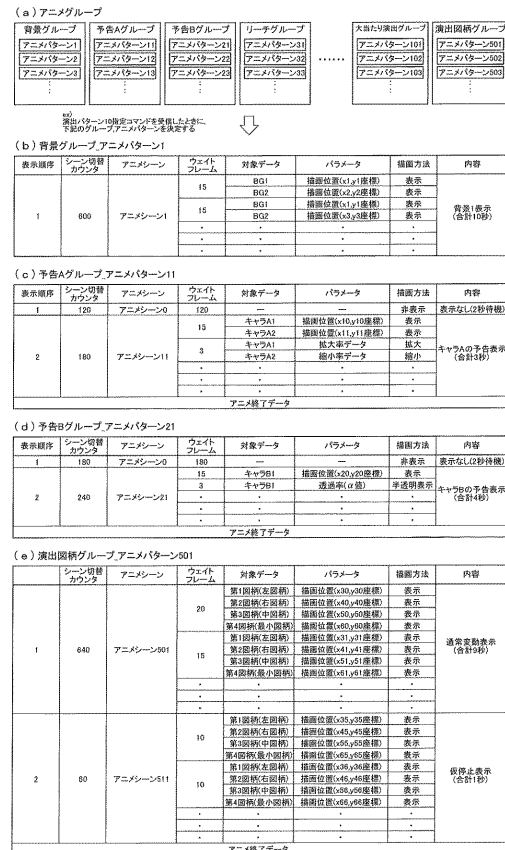 (a)アニメグループ
背景グループ 予告Aグループ 予告Bグループ リーチグループ 大当たり演出グループ 演出図柄グループ
アニメパターン1 アニメパターン11 アニメパターン21 アニメパターン31 アニメパターン101 アニメパターン501
アニメパターン2 アニメパターン12 アニメパターン22 アニメパターン32 …… アニメパターン102 アニメパターン502
アニメパターン3 アニメパターン13 アニメパターン23 アニメパターン33 アニメパターン103 アニメパターン503
ex)
演出パターン10指定コマンドを受信したときに、
下記のグループ,アニメパターンを決定する
(b)背景グループ_アニメパターン1
表示順序 シーン切替カウンタ アニメシーン ウェイトフレーム 対象データ パラメータ 描画方法 内容
1 600 アニメシーン1 15 BG1 描画位置(x1,y1座標) 表示 背景1表示(合計10秒)
BG2 描画位置(x2,y2座標) 表示
15 BG1 描画位置(x1,y1座標) 表示
BG2 描画位置(x3,y3座標) 表示
(c)予告Aグループ_アニメパターン11
表示順序 シーン切替カウンタ アニメシーン ウェイトフレーム 対象データ パラメータ 描画方法 内容
1 120 アニメシーン0 120 — — 非表示 表示なし(2秒待機)
2 180 アニメシーン11 15 キャラA1 描画位置(x10,y10座標) 表示 キャラAの予告表示(合計3秒)
キャラA2 描画位置(x11,y11座標) 表示
3 キャラA1 拡大率データ 拡大
キャラA2 縮小率データ 縮小
アニメ終了データ
(d)予告Bグループ_アニメパターン21
表示順序 シーン切替カウンタ アニメシーン ウェイトフレーム 対象データ パラメータ 描画方法 内容
1 180 アニメシーン0 180 — — 非表示 表示なし(2秒待機)
2 240 アニメシーン21 15 キャラB1 描画位置(x20,y20座標) 表示 キャラBの予告表示(合計4秒)
3 キャラB1 透過率(α値) 半透明表示
アニメ終了データ
(e)演出図柄グループ_アニメパターン501
シーン切替カウンタ アニメシーン ウェイトフレーム 対象データ パラメータ 描画方法 内容
1 640 アニメシーン501 20 第1図柄(左図柄) 描画位置(x30,y30座標) 表示 通常変動表示(合計9秒)
第2図柄(右図柄) 描画位置(x40,y40座標) 表示
第3図柄(中図柄) 描画位置(x50,y50座標) 表示
第4図柄(最小図柄) 描画位置(x60,y60座標) 表示
15 第1図柄(左図柄) 描画位置(x31,y31座標) 表示
第2図柄(右図柄) 描画位置(x41,y41座標) 表示
第3図柄(中図柄) 描画位置(x51,y51座標) 表示
第4図柄(最小図柄) 描画位置(x61,y61座標) 表示
2 60 アニメシーン511 10 第1図柄(左図柄) 描画位置(x35,y35座標) 表示 仮停止表示(合計1秒)
第2図柄(右図柄) 描画位置(x45,y45座標) 表示
第3図柄(中図柄) 描画位置(x55,y55座標) 表示
第4図柄(最小図柄) 描画位置(x65,y65座標) 表示
10 第1図柄(左図柄) 描画位置(x36,y36座標) 表示
第2図柄(右図柄) 描画位置(x46,y46座標) 表示
第3図柄(中図柄) 描画位置(x56,y56座標) 表示
第4図柄(最小図柄) 描画位置(x66,y66座標) 表示
アニメ終了データ